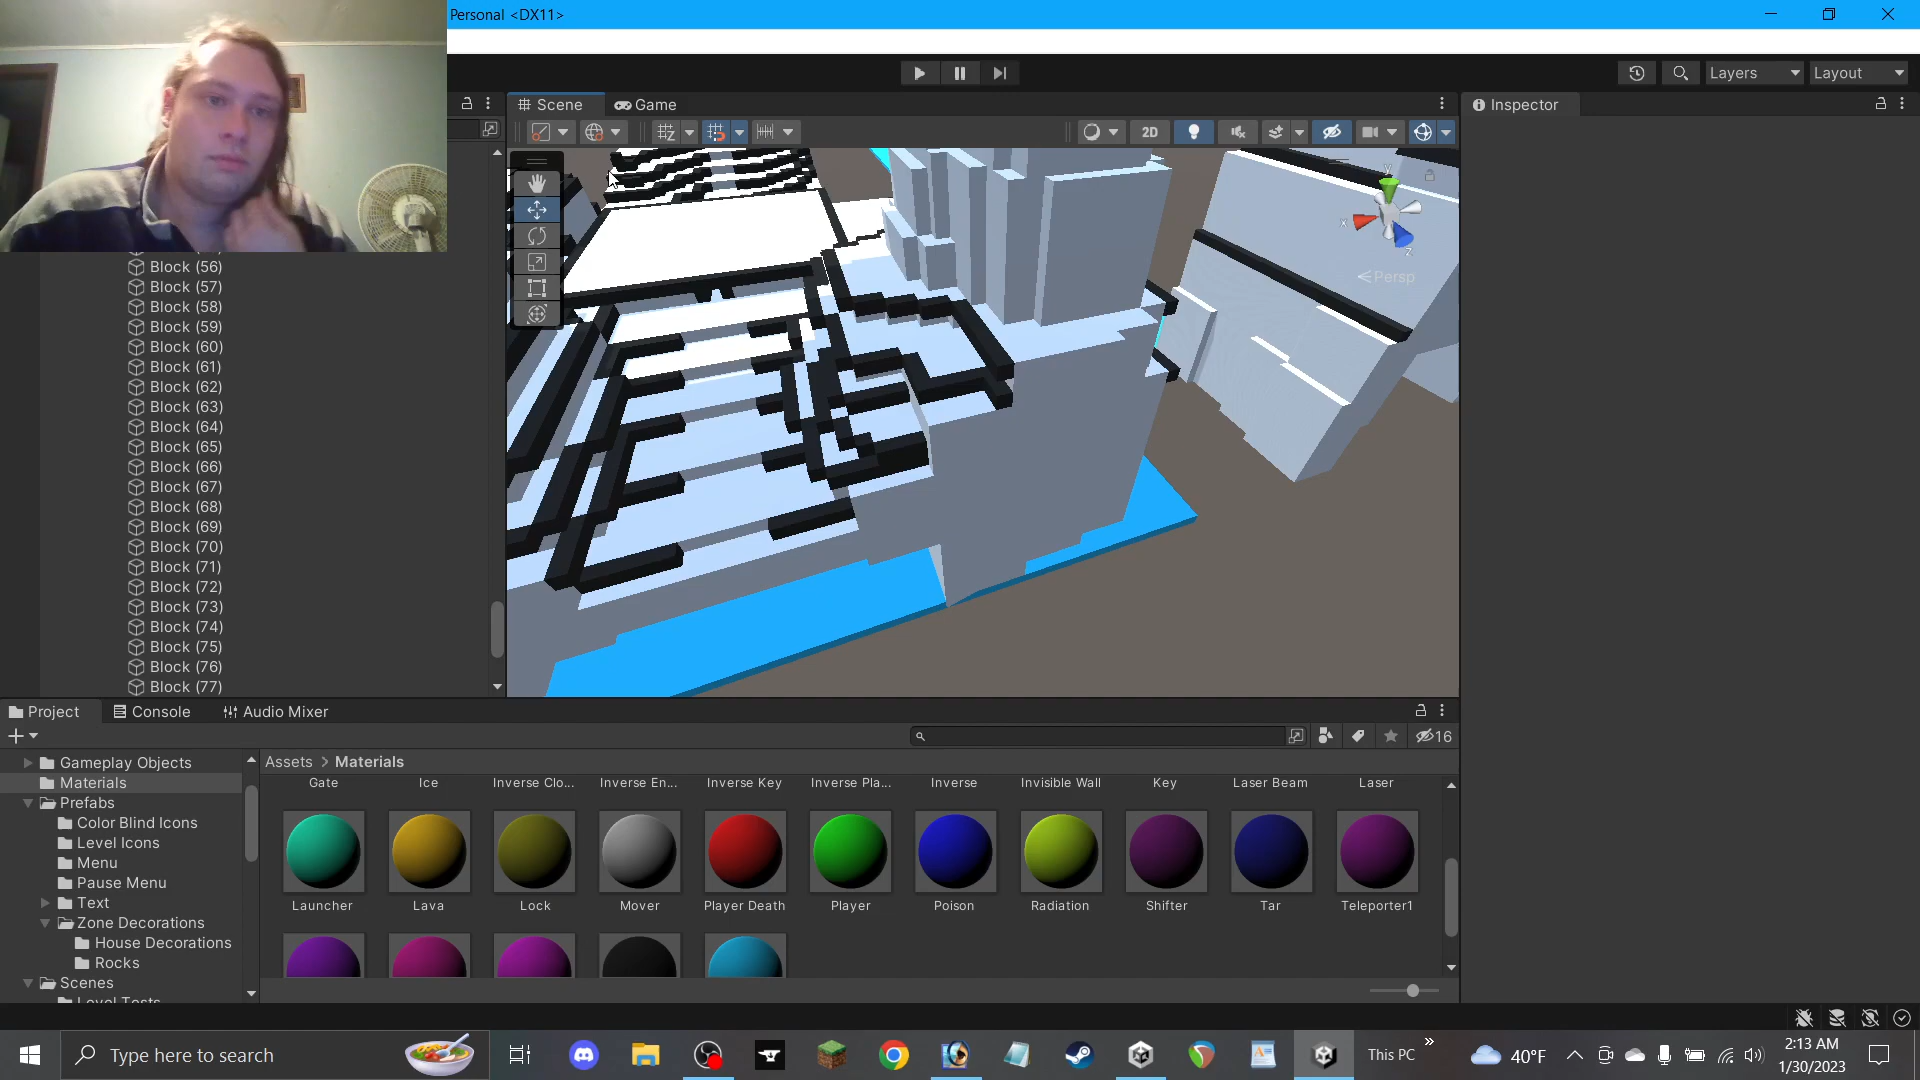 Personal <DX11>
Layers
Layout
Scene
Game
Inspector
2D
y
x
z
Persp
Block (56)
Block (57)
Block (58)
Block (59)
Block (60)
Block (61)
Block (62)
Block (63)
Block (64)
Block (65)
Block (66)
Block (67)
Block (68)
Block (69)
Block (70)
Block (71)
Block (72)
Block (73)
Block (74)
Block (75)
Block (76)
Block (77)
Project
Console
Audio Mixer
16
Gameplay Objects
Materials
Prefabs
Color Blind Icons
Level Icons
Menu
Pause Menu
Text
Zone Decorations
House Decorations
Rocks
Scenes
Level Tests
Assets > Materials
Gate
Ice
Inverse Clo...
Inverse En...
Inverse Key
Inverse Pla...
Inverse
Invisible Wall
Key
Laser Beam
Laser
Launcher
Lava
Lock
Mover
Player Death
Player
Poison
Radiation
Shifter
Tar
Teleporter1
Type here to search
This PC
40°F
2:13 AM
1/30/2023